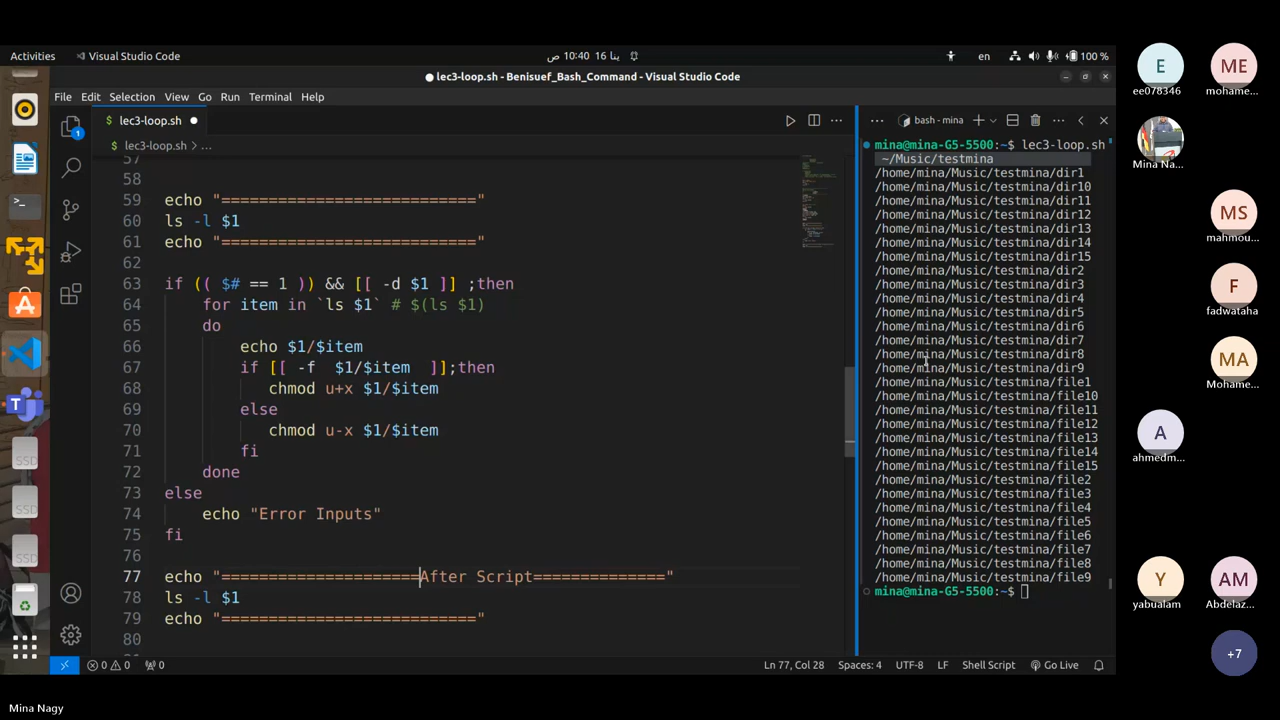 Activities
Visual Studio Code
ص 10:40 16 ينا
en
100 %
lec3-loop.sh - Benisuef_Bash_Command - Visual Studio Code
File Edit Selection View Go Run Terminal Help
lec3-loop.sh
lec3-loop.sh > ...
57
58
59 echo "==========================="
60 ls -l $1
61 echo "==========================="
62
63 if (( $# == 1 )) && [[ -d $1 ]] ;then
64 for item in `ls $1` # $(ls $1)
65 do
66 echo $1/$item
67 if [[ -f $1/$item ]];then
68 chmod u+x $1/$item
69 else
70 chmod u-x $1/$item
71 fi
72 done
73 else
74 echo "Error Inputs"
75 fi
76
77 echo "=====================After Script=============="
78 ls -l $1
79 echo "==========================="
80
bash - mina
mina@mina-G5-5500:~$ lec3-loop.sh
~/Music/testmina
/home/mina/Music/testmina/dir1
/home/mina/Music/testmina/dir10
/home/mina/Music/testmina/dir11
/home/mina/Music/testmina/dir12
/home/mina/Music/testmina/dir13
/home/mina/Music/testmina/dir14
/home/mina/Music/testmina/dir15
/home/mina/Music/testmina/dir2
/home/mina/Music/testmina/dir3
/home/mina/Music/testmina/dir4
/home/mina/Music/testmina/dir5
/home/mina/Music/testmina/dir6
/home/mina/Music/testmina/dir7
/home/mina/Music/testmina/dir8
/home/mina/Music/testmina/dir9
/home/mina/Music/testmina/file1
/home/mina/Music/testmina/file10
/home/mina/Music/testmina/file11
/home/mina/Music/testmina/file12
/home/mina/Music/testmina/file13
/home/mina/Music/testmina/file14
/home/mina/Music/testmina/file15
/home/mina/Music/testmina/file2
/home/mina/Music/testmina/file3
/home/mina/Music/testmina/file4
/home/mina/Music/testmina/file5
/home/mina/Music/testmina/file6
/home/mina/Music/testmina/file7
/home/mina/Music/testmina/file8
/home/mina/Music/testmina/file9
mina@mina-G5-5500:~$
1
SSD
SSD
SSD
0 0 0
Ln 77, Col 28
Spaces: 4
UTF-8
LF
Shell Script
Go Live
E
ee078346
ME
mohame...
Mina Na...
MS
mahmou...
F
fadwataha
MA
Mohame...
A
ahmedm...
Y
yabualam
AM
Abdelaz...
+7
Mina Nagy